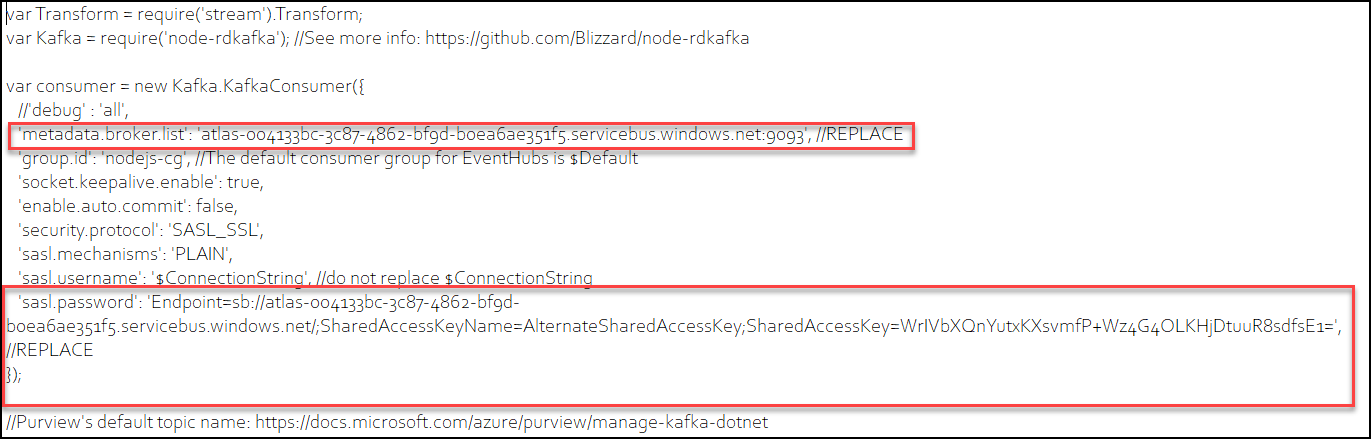 var Transform = require('stream').Transform;
var Kafka = require('node-rdkafka'); //See more info: https://github.com/Blizzard/node-rdkafka
var consumer = new Kafka.KafkaConsumer({
//'debug' : 'all',
'metadata.broker.list': 'atlas-004133bc-3c87-4862-bf9d-b0ea6ae351f5.servicebus.windows.net:9093', //REPLACE
'group.id': 'nodejs-cg', //The default consumer group for EventHubs is $Default
'socket.keepalive.enable': true,
'enable.auto.commit': false,
'security.protocol': 'SASL_SSL',
'sasl.mechanisms': 'PLAIN',
'sasl.username': '$ConnectionString', //do not replace $ConnectionString
'sasl.password': 'Endpoint=sb://atlas-004133bc-3c87-4862-bf9d-
b0ea6ae351f5.servicebus.windows.net/;SharedAccessKeyName=AlternateSharedAccessKey;SharedAccessKey=WrIVbXQnYutxKXsvmfP+Wz4G4OLKHjDtuuR8sdfsE1=',
//REPLACE
});
//Purview's default topic name: https://docs.microsoft.com/azure/purview/manage-kafka-dotnet